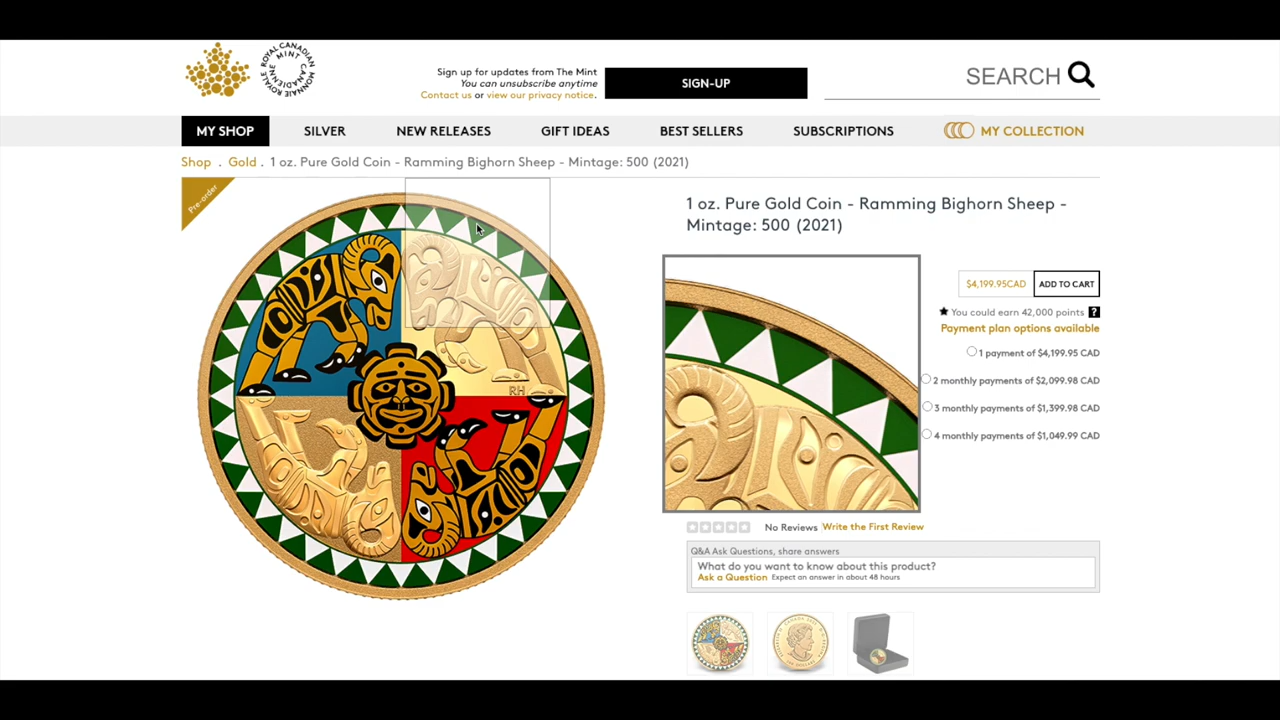 ROYAL CANADIAN MINT
MONNAIE ROYALE CANADIENNE
Sign up for updates from The Mint
You can unsubscribe anytime
Contact us or view our privacy notice.
SIGN-UP
SEARCH
MY SHOP
SILVER
NEW RELEASES
GIFT IDEAS
BEST SELLERS
SUBSCRIPTIONS
MY COLLECTION
Shop . Gold . 1 oz. Pure Gold Coin - Ramming Bighorn Sheep - Mintage: 500 (2021)
Pre-order
RH
1 oz. Pure Gold Coin - Ramming Bighorn Sheep -
Mintage: 500 (2021)
$4,199.95CAD
ADD TO CART
You could earn 42,000 points ?
Payment plan options available
1 payment of $4,199.95 CAD
2 monthly payments of $2,099.98 CAD
3 monthly payments of $1,399.98 CAD
4 monthly payments of $1,049.99 CAD
No Reviews Write the First Review
Q&A Ask Questions, share answers
What do you want to know about this product?
Ask a Question Expect an answer in about 48 hours